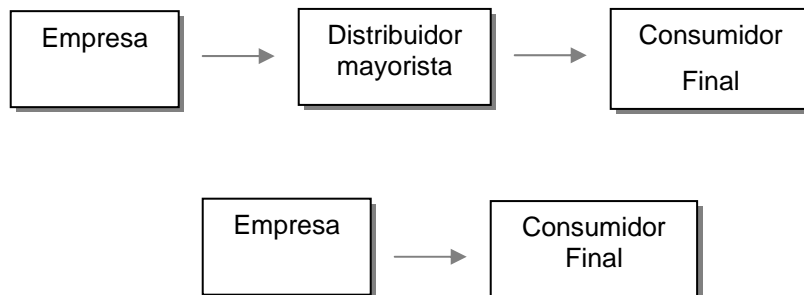 Empresa
Distribuidor
mayorista
Consumidor
Final
Empresa
Consumidor
Final